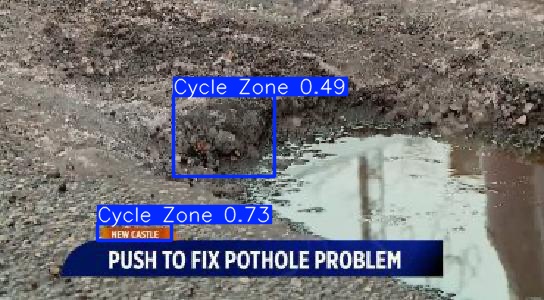 Cycle Zone 0.49
Cycle Zone 0.73
NEW CASTLE
PUSH TO FIX POTHOLE PROBLEM